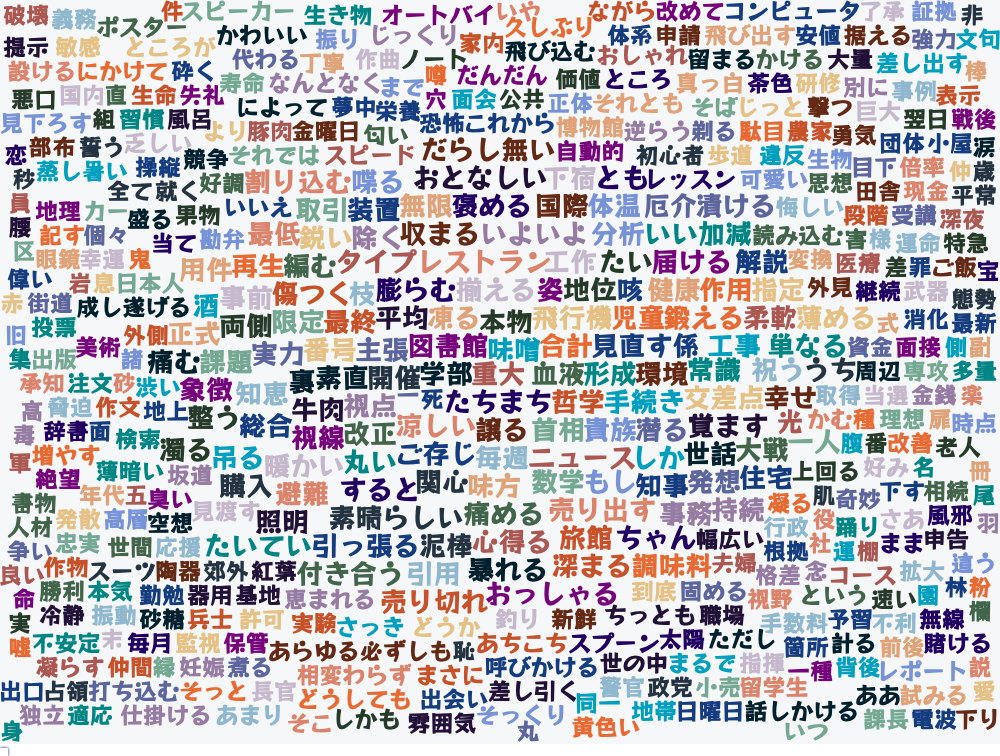 破壊 義務 ポスター 件 スピーカー 生き物 オートバイ いや 久しぶり ながら 改めて コンピュータ 了承 証拠 非
提示 敏感 ところが かわいい 振り じっくり 家内 飛び込む 体系 申請 飛び出す 安値 据える 強力 文句
設ける にかけて 砕く 代わる 丁寧 作曲 ノート 噂 だんだん 価値 ところ おしゃれ 留まる かける 大量 差し出す 棒
悪口 国内 直 生命 失礼 寿命 なんとなく まで 穴 面会 公共 正体 それとも 真っ白 茶色 研修 別に 事例 表示
見下ろす 組 習慣 風呂 によって 夢中 栄養 恐怖 これから 博物館 逆らう そば じっと 剃る 撃つ 巨大 翌日 戦後
恋 部 布 誓う 乏しい より 豚肉 金曜日 匂い だらし無い 自動的 初心者 歩道 違反 駄目 農家 勇気 団体 小屋 涙
秒 蒸し暑い 操縦 競争 それでは スピード おとなしい 下宿 とも レッスン 可愛い 思想 生物 目下 倍率 仲 歳
員 全て 就く 好調 割り込む 喋る 田舎 現金 平常
腰 地理 カー 盛る 果物 いいえ 取引 装置 無限 褒める 国際 体温 厄介 漬ける 悔しい 段階 受講 深夜
区 記す 個々 当て 勘弁 最低 鋭い 除く 収まる いよいよ 分析 いい加減 読み込む 書 様 運命 特急
眼鏡 幸運 鬼 用件 再生 編む タイプ レストラン 工作 たい 届ける 解説 変換 医療 差 罪 ご飯 宝
偉い 岩 息 日本人 事前 傷つく 枝 膨らむ 揃える 姿 地位 咳 健康 作用 指定 外見 継続 武器 態勢
赤 街道 成し遂げる 酒 両側 限定 最終 平均 凍る 本物 飛行機 児童 鍛える 柔軟 薄める 式 消化 最新
旧 投票 美術 外側 正式 実力 番号 主張 図書館 味噌 合計 見直す 係 工事 単なる 資金 面接 側 副
集 出版 諸 痛む 課題 裏 素直 開催 学部 重大 血液 形成 環境 常識 祝う うち 周辺 専攻 多量
承知 注文 砂 渋い 象徴 知恵 牛肉 視点 一死 たちまち 哲学 手続き 交差点 幸せ 取得 当選 金銭 楽
高 脅迫 作文 地上 整う 総合 視線 改正 涼しい 譲る 首相 貴族 潜る 覚ます 光 かむ 種 理想 扉 時点
毒 辞書 面 検索 濁る 吊る 暖かい 丸い ご存じ 毎週 ニュース しか 世話 大戦 一人 腹 番 改善 老人
軍 増やす 薄暗い 坂道 購入 避難 すると 関心 味方 数学 もし 知事 発想 住宅 上回る 好み 名 冊
絶望 年代 五 臭い 見渡す 照明 素晴らしい 痛める 売り出す 事務 持続 凝る 肌 奇妙 下す 相続 尾
書物 発散 高層 空想 役 踊り さあ 風邪 羽
人材 忠実 世間 応援 たいてい 引っ張る 泥棒 心得る 旅館 ちゃん 幅広い 行政 根拠 社 運 棚 まま 申告
争い 作物 スーツ 陶器 郊外 紅葉 付き合う 引用 暴れる 深まる 調味料 夫婦 格差 念 コース 拡大 違う
良い 勝利 本気 勤勉 器用 基地 恵まれる 売り切れ おっしゃる 到底 固める 視野 という 速い 園 林 粉
命 冷静 振動 砂糖 兵士 許可 実験 さっき どうか 釣り 新鮮 ちっとも 職場 手数料 予習 不利 無線 欄
実 嘘 不安定 末 毎月 監視 保管 あらゆる 必ずしも 恥 あちこち スプーン 太陽 ただし 箇所 計る 前後 賭ける
凝らす 仲間 縁 妊娠 煮る 相変わらず まさに 呼びかける 世の中 まるで 指揮 一種 背後 レポート 説
出口 占領 打ち込む そっと 長官 どうしても 出会い 差し引く 同一 警官 政党 小売 留学生 ああ 試みる 愛
身 独立 適応 仕掛ける あまり そこ しかも 雰囲気 そっくり 丸 黄色い 地帯 日曜日 話しかける いつ 課長 電波 下り